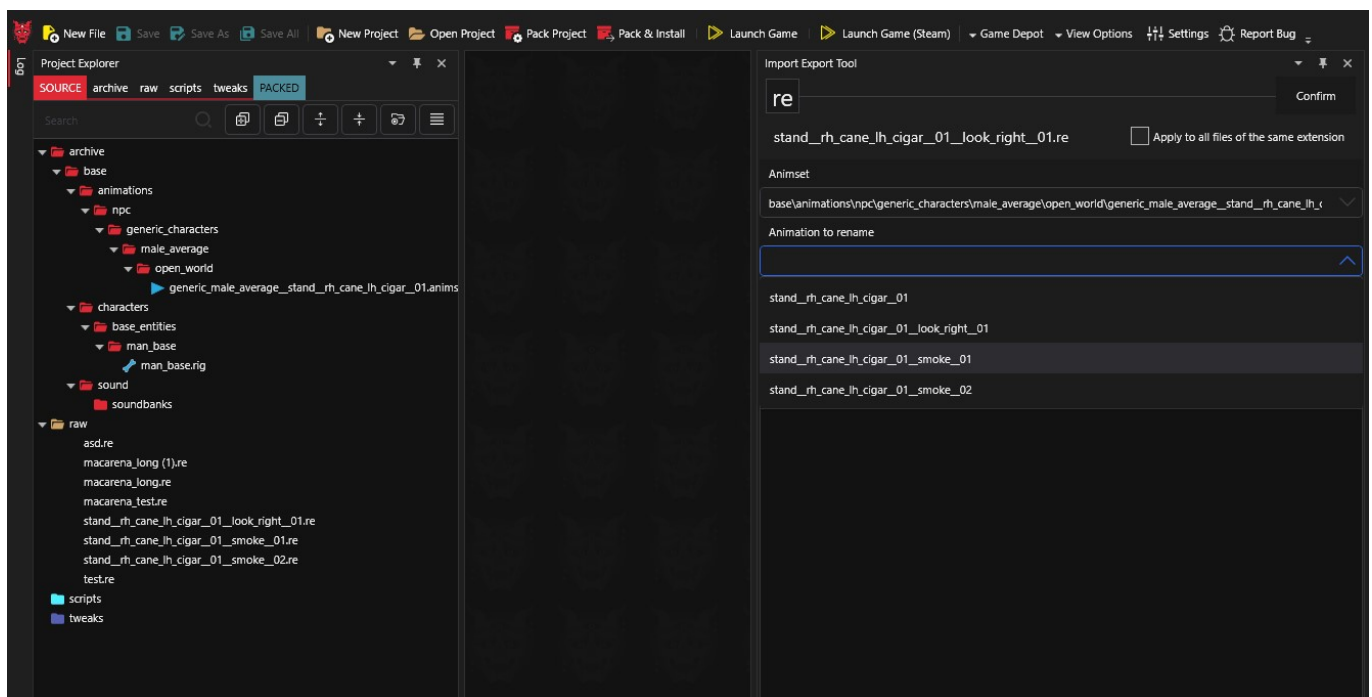 New File Save Save As Save All New Project Open Project Pack Project Pack & Install Launch Game Launch Game (Steam) Game Depot View Options Settings Report Bug
Log
Project Explorer
SOURCE archive raw scripts tweaks PACKED
Search
archive
base
animations
npc
generic_characters
male_average
open_world
generic_male_average__stand__rh_cane_lh_cigar__01.anims
characters
base_entities
man_base
man_base.rig
sound
soundbanks
raw
asd.re
macarena_long (1).re
macarena_long.re
macarena_test.re
stand__rh_cane_lh_cigar__01__look_right__01.re
stand__rh_cane_lh_cigar__01__smoke__01.re
stand__rh_cane_lh_cigar__01__smoke__02.re
test.re
scripts
tweaks
Import Export Tool
re Confirm
stand__rh_cane_lh_cigar__01__look_right__01.re Apply to all files of the same extension
Animset
base\animations\npc\generic_characters\male_average\open_world\generic_male_average__stand__rh_cane_lh_c
Animation to rename
stand__rh_cane_lh_cigar__01
stand__rh_cane_lh_cigar__01__look_right__01
stand__rh_cane_lh_cigar__01__smoke__01
stand__rh_cane_lh_cigar__01__smoke__02